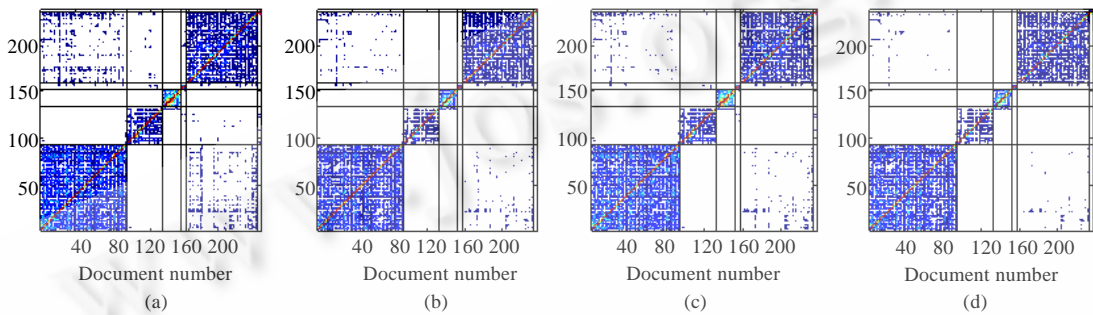 200 200 200 200
150 150 150 150
100 100 100 100
50 50 50 50
40 80 120 160 200 40 80 120 160 200 40 80 120 160 200 40 80 120 160 200
Document number Document number Document number Document number
(a) (b) (c) (d)